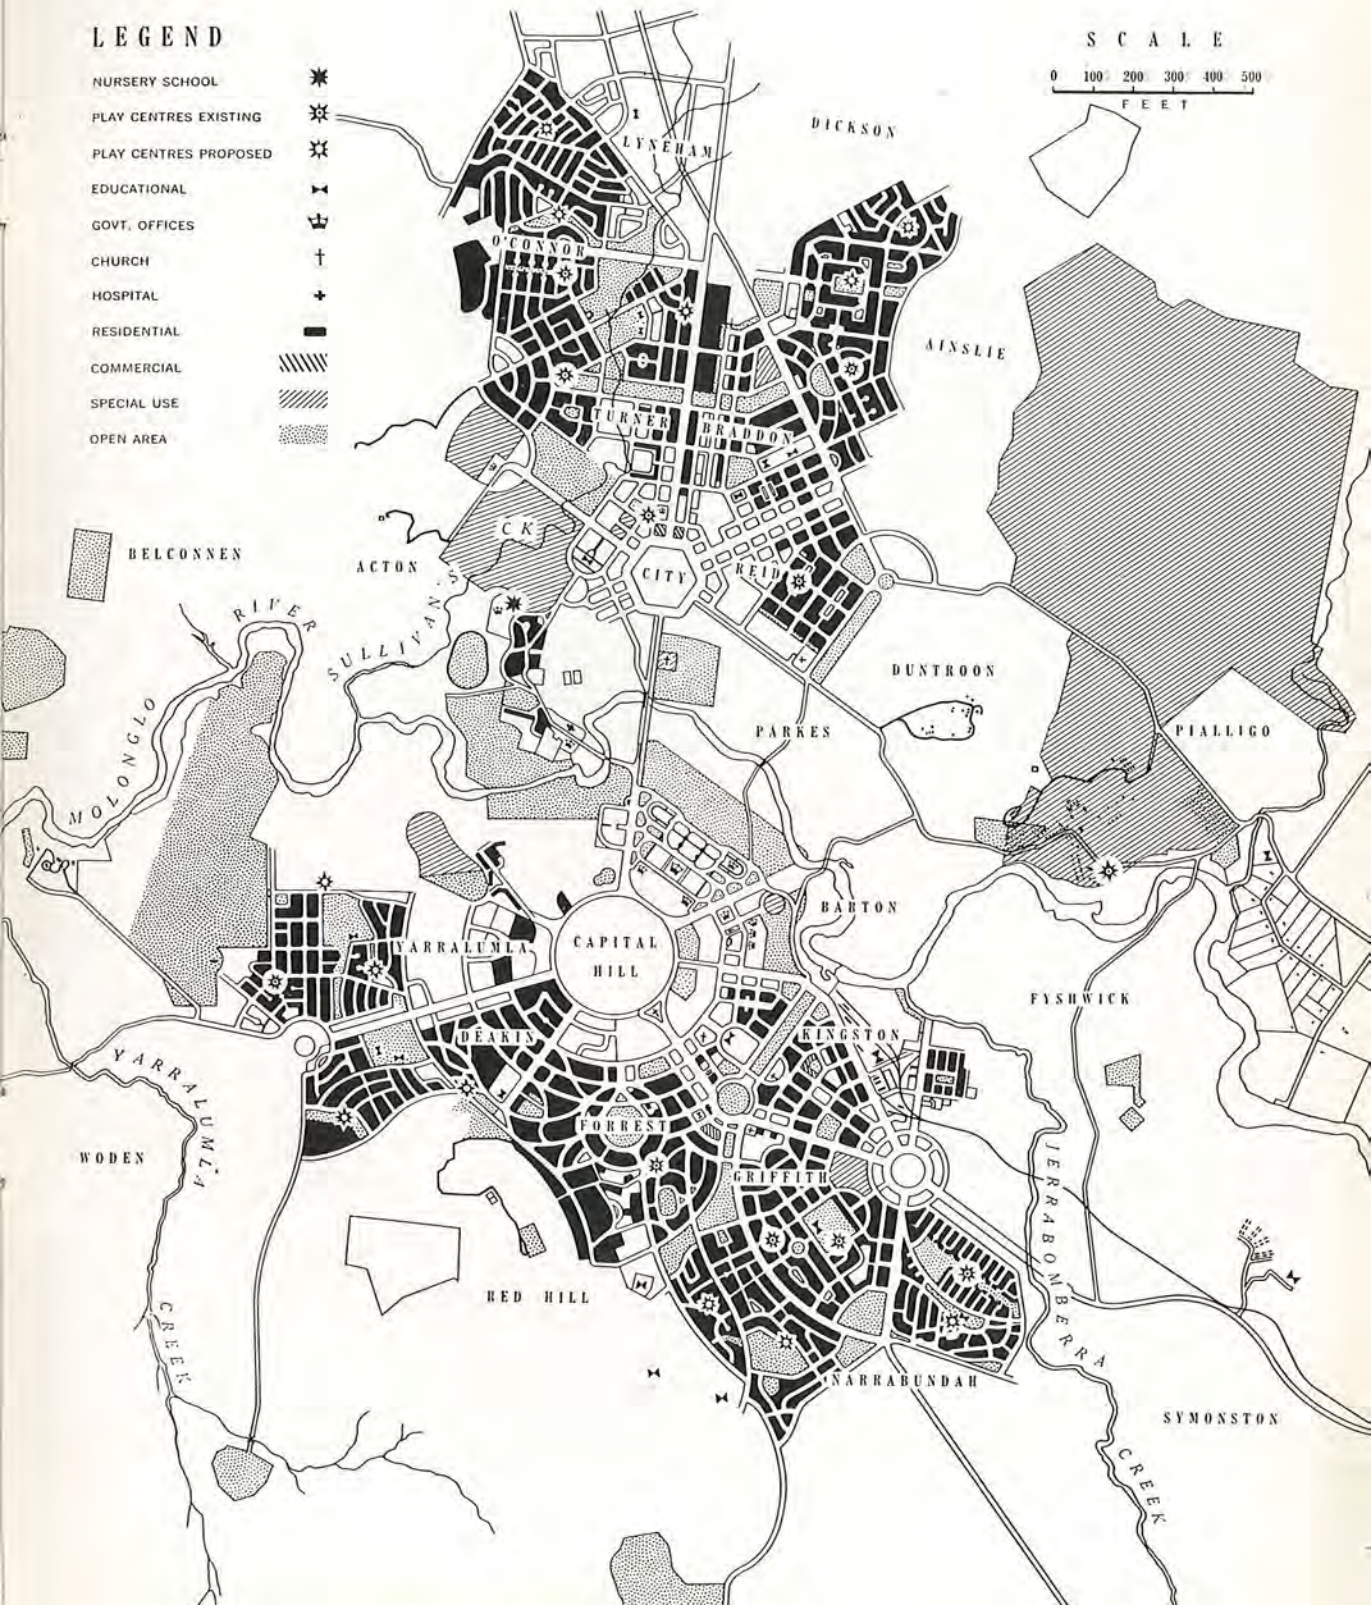 LEGEND
NURSERY SCHOOL
PLAY CENTRES EXISTING
PLAY CENTRES PROPOSED
EDUCATIONAL
GOVT. OFFICES
CHURCH
HOSPITAL
RESIDENTIAL
COMMERCIAL
SPECIAL USE
OPEN AREA
SCALE
0 100 200 300 400 500
FEET
DICKSON
LYNEHAM
O'CONNOR
AINSLIE
TURNER
BRADDON
BELCONNEN
ACTON
SULLIVAN'S CK
CITY
REID
MOLONGLO RIVER
DUNTROON
PARKES
PIALLIGO
BARTON
YARRALUMLA
CAPITAL
HILL
FYSHWICK
DEAKIN
KINGSTON
YARRALUMLA CREEK
WODEN
FORREST
GRIFFITH
RED HILL
JERRABOMBERRA CREEK
NARRABUNDAH
SYMONSTON